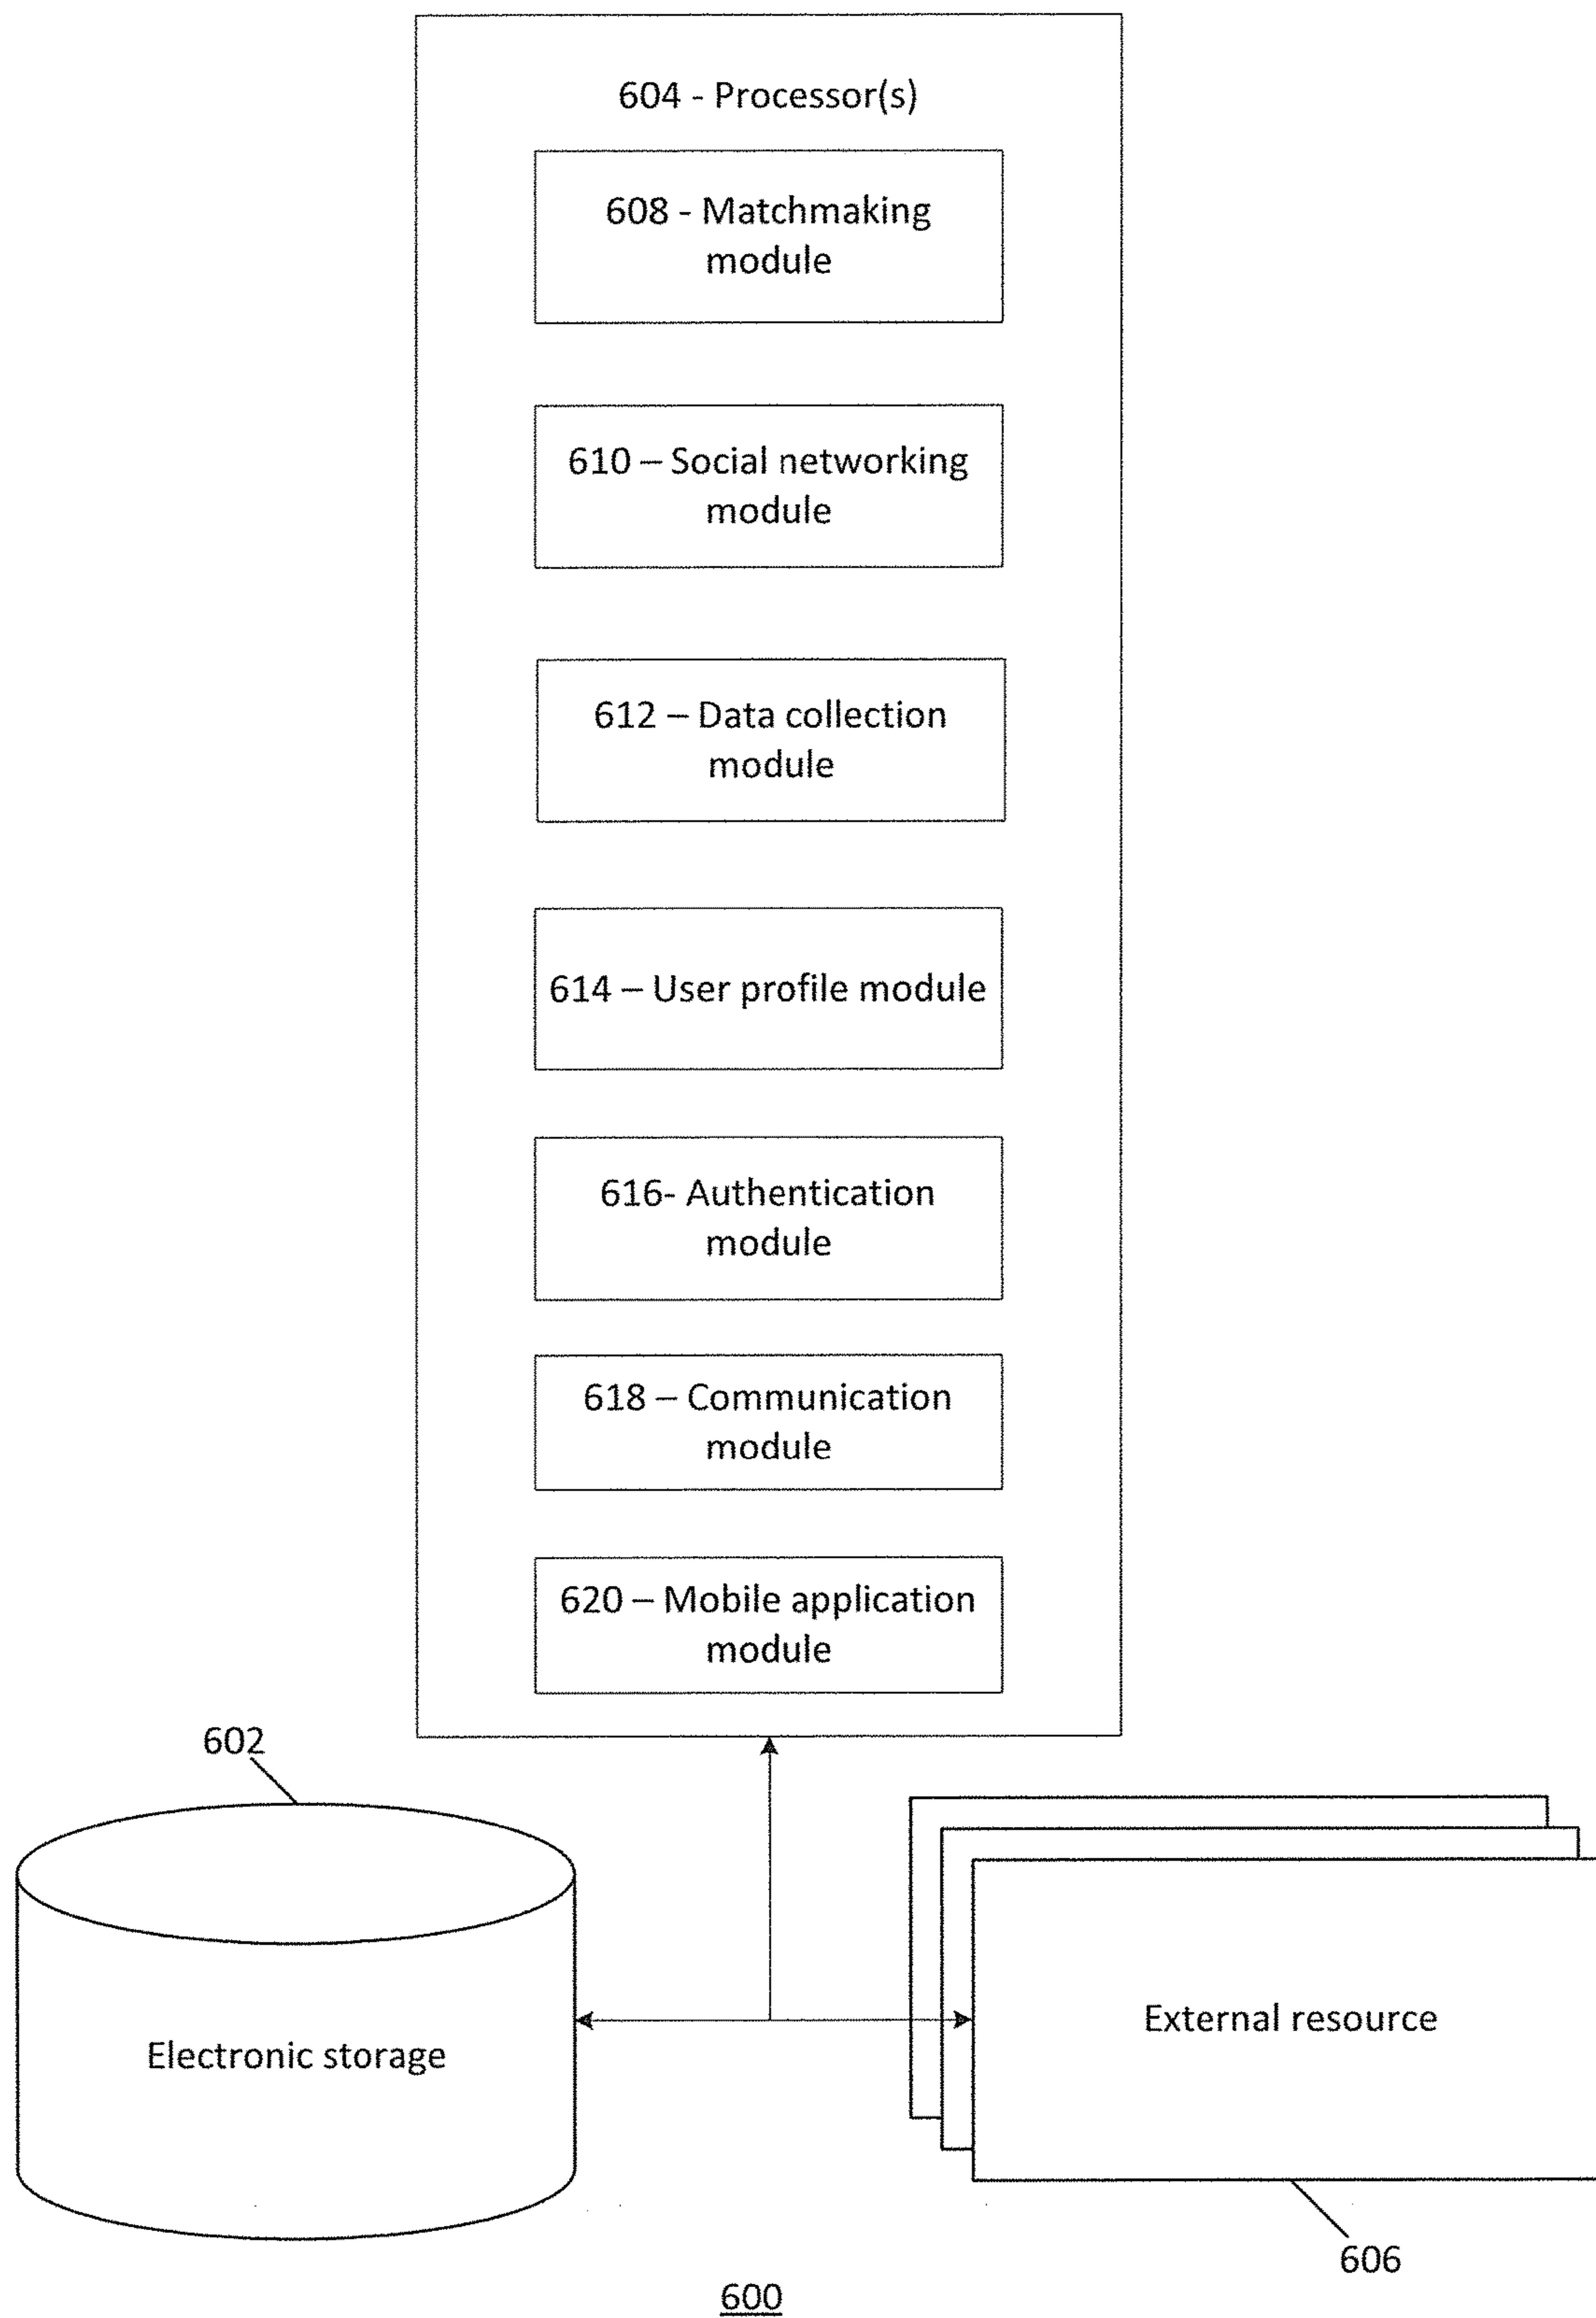 604 - Processor(s)
608 - Matchmaking
module
610 – Social networking
module
612 – Data collection
module
614 – User profile module
616- Authentication
module
618 – Communication
module
620 – Mobile application
module
602
Electronic storage
External resource
606
600